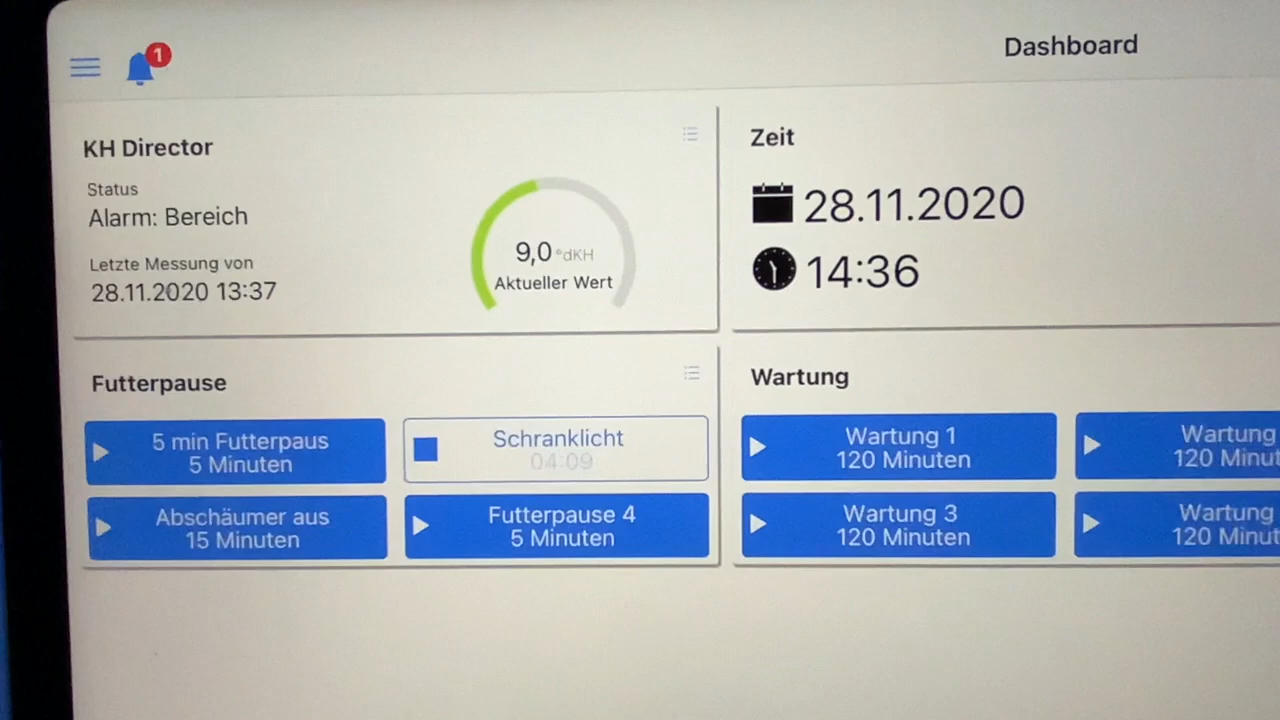 1
Dashboard
KH Director
Status
Alarm: Bereich
Letzte Messung von
28.11.2020 13:37
9,0 °dKH
Aktueller Wert
Zeit
28.11.2020
14:36
Futterpause
5 min Futterpaus
5 Minuten
Schranklicht
04:09
Abschäumer aus
15 Minuten
Futterpause 4
5 Minuten
Wartung
Wartung 1
120 Minuten
Wartung
120 Minut
Wartung 3
120 Minuten
Wartung
120 Minut